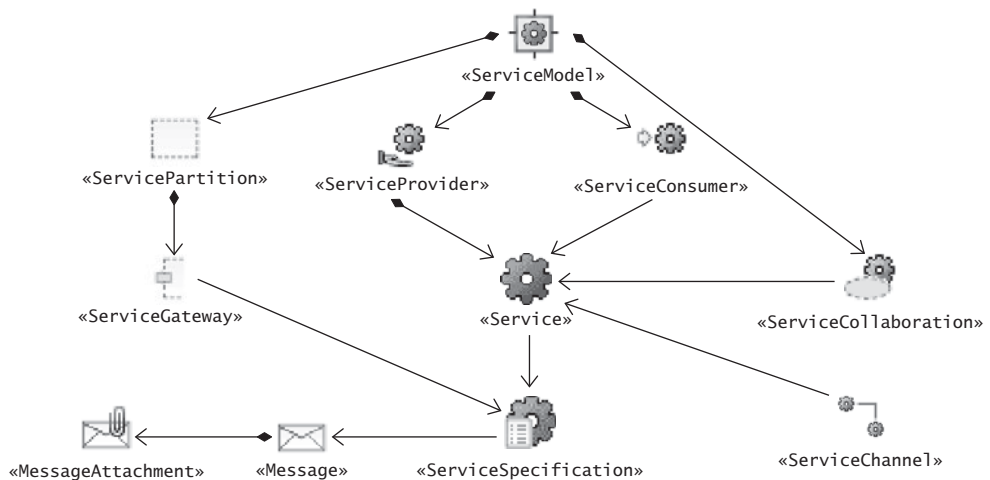 «ServiceModel»
«ServicePartition»
«ServiceProvider»
«ServiceConsumer»
«ServiceGateway»
«Service»
«ServiceCollaboration»
«MessageAttachment»
«Message»
«ServiceSpecification»
«ServiceChannel»